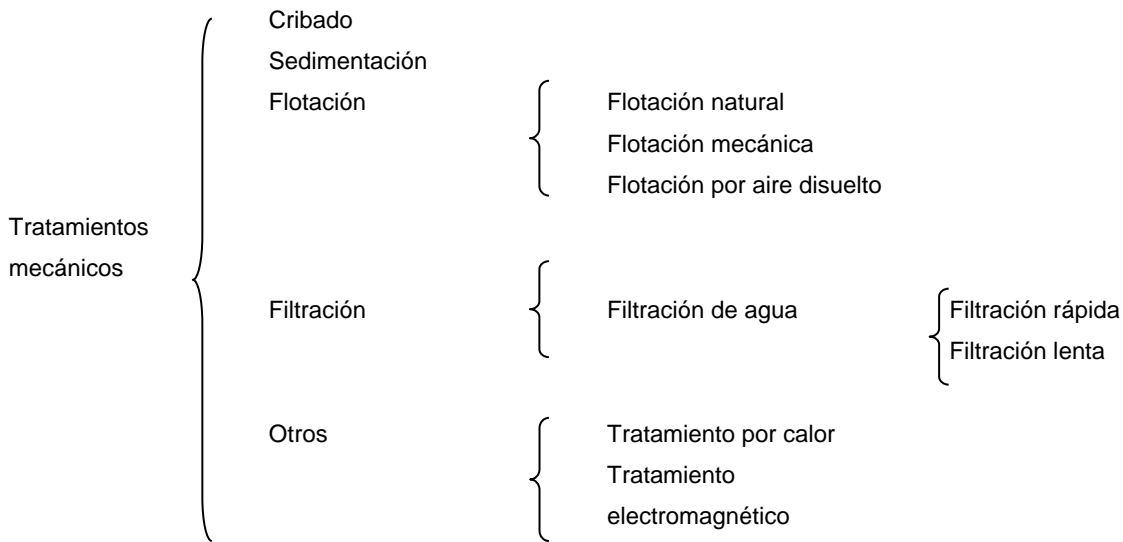 Cribado
Sedimentación
Flotación
Flotación natural
Flotación mecánica
Flotación por aire disuelto
Tratamientos
mecánicos
Filtración
Filtración de agua
Filtración rápida
Filtración lenta
Otros
Tratamiento por calor
Tratamiento
electromagnético